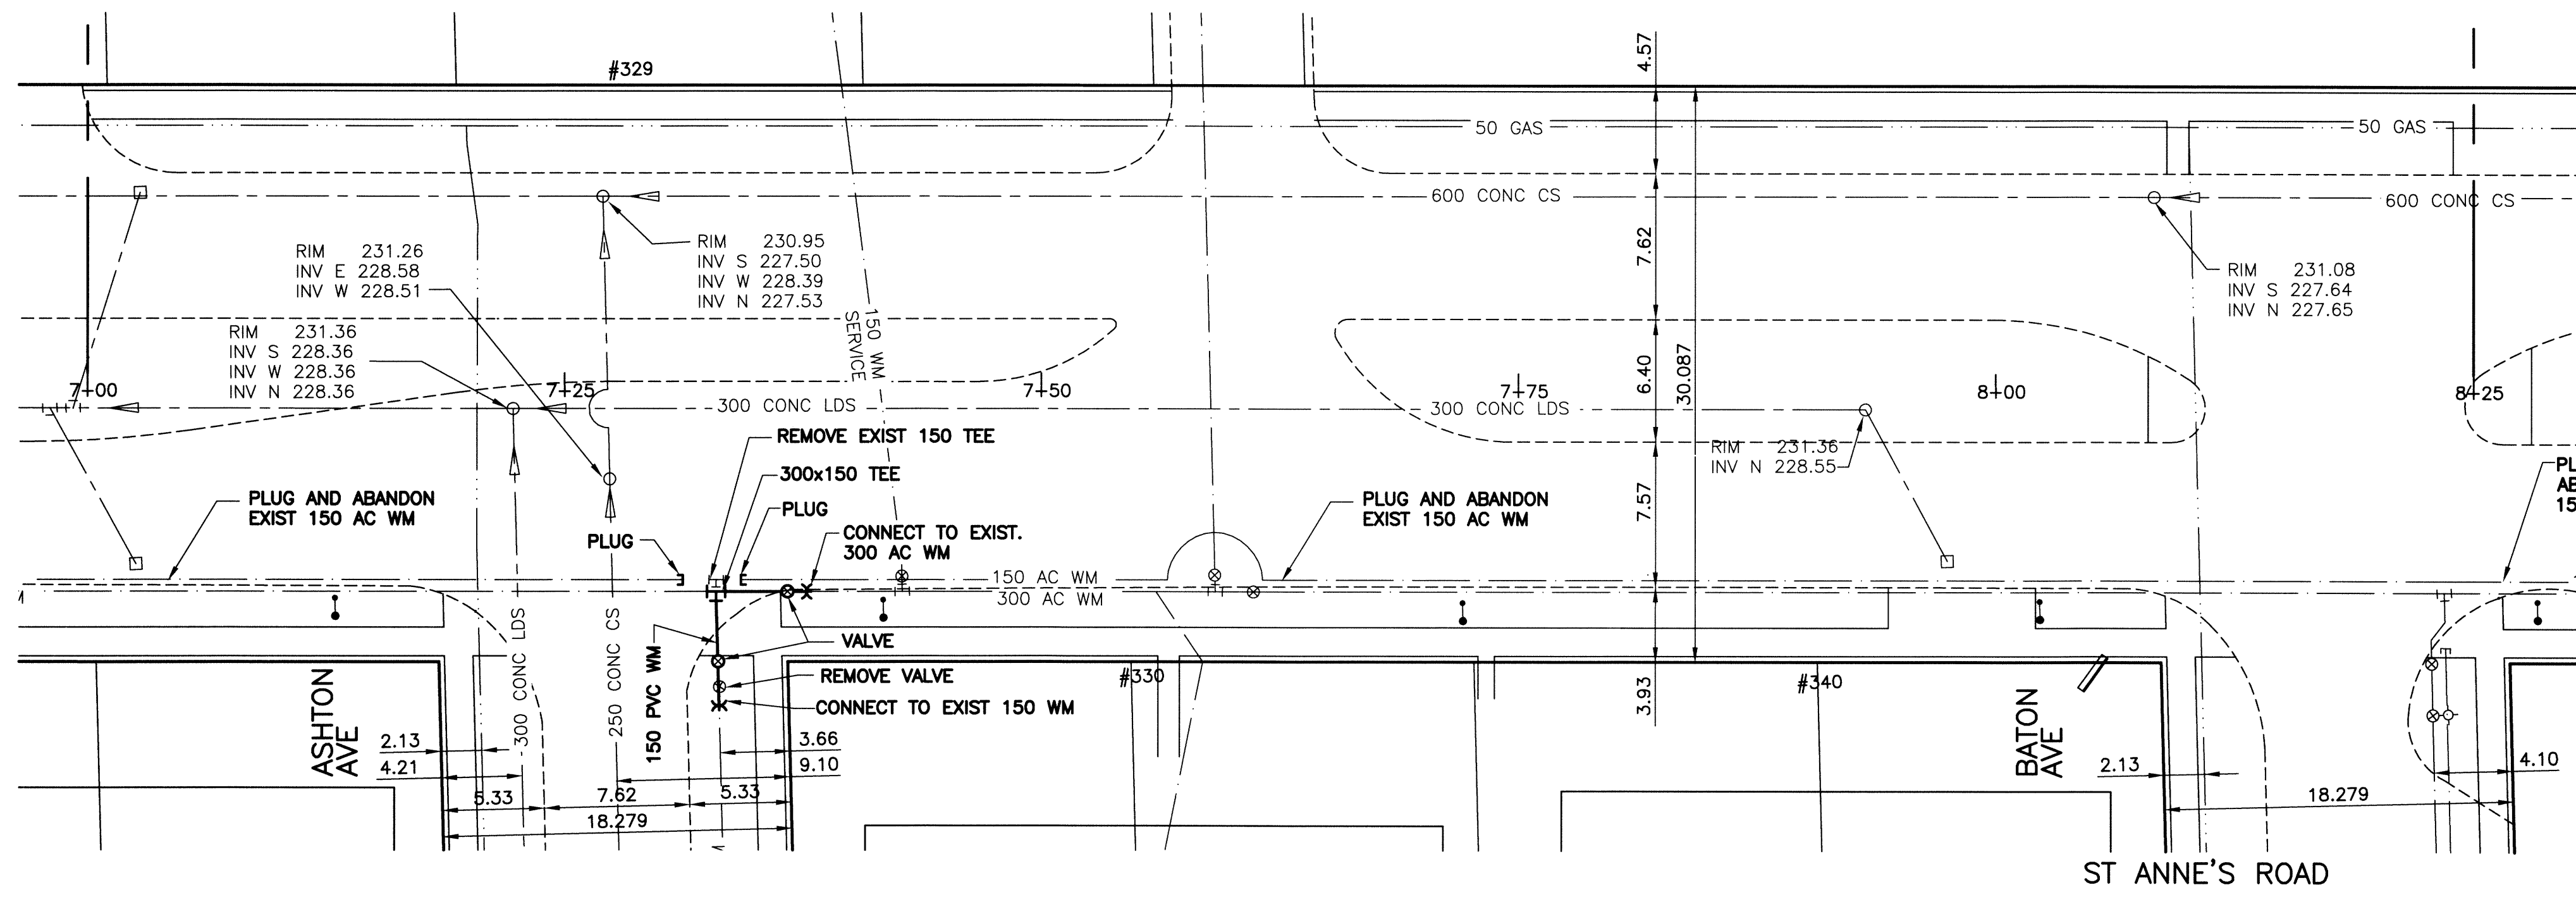 #329
4.57
50 GAS
50 GAS
600 CONC CS
600 CONC CS
RIM 230.95
INV S 227.50
INV W 228.39
INV N 227.53
RIM 231.26
INV E 228.58
INV W 228.51
RIM 231.36
INV S 228.36
INV W 228.36
INV N 228.36
150 WM
SERVICE
7.62
6.40
30.087
7.57
3.93
RIM 231.08
INV S 227.64
INV N 227.65
7+00
7+25
7+50
7+75
8+00
8+25
300 CONC LDS
300 CONC LDS
RIM 231.36
INV N 228.55
REMOVE EXIST 150 TEE
300x150 TEE
PLUG
CONNECT TO EXIST.
300 AC WM
PLUG
PLUG AND ABANDON
EXIST 150 AC WM
PLUG AND ABANDON
EXIST 150 AC WM
PL
AB
15
150 AC WM
300 AC WM
VALVE
REMOVE VALVE
CONNECT TO EXIST 150 WM
150 PVC WM
250 CONC CS
300 CONC LDS
#330
#340
ASHTON
AVE
BATON
AVE
2.13
4.21
5.33
7.62
5.33
18.279
3.66
9.10
2.13
18.279
4.10
ST ANNE'S ROAD